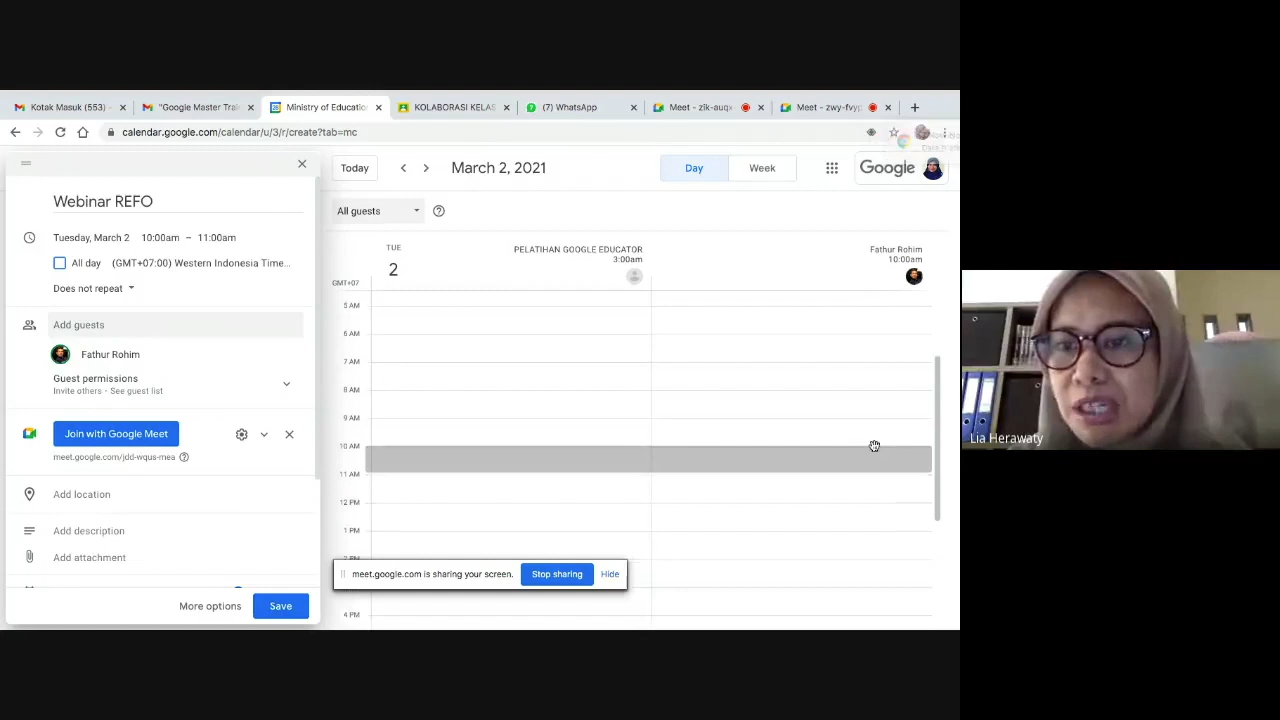 Kotak Masuk (553) -
"Google Master Trai
Ministry of Educatio
KOLABORASI KELAS
(7) WhatsApp
Meet - zik-auqx
Meet - zwy-fvyp
calendar.google.com/calendar/u/3/r/create?tab=mc
Webinar REFO
Tuesday, March 2 10:00am – 11:00am
All day (GMT+07:00) Western Indonesia Time...
Does not repeat
Add guests
Fathur Rohim
Guest permissions
Invite others • See guest list
Join with Google Meet
meet.google.com/jdd-wqus-mea
Add location
Add description
Add attachment
More options
Save
Today
March 2, 2021
Day
Week
Google
All guests
TUE
2
PELATIHAN GOOGLE EDUCATOR
3:00am
Fathur Rohim
10:00am
GMT+07
5 AM
6 AM
7 AM
8 AM
9 AM
10 AM
11 AM
12 PM
1 PM
4 PM
meet.google.com is sharing your screen.
Stop sharing
Hide
Lia Herawaty